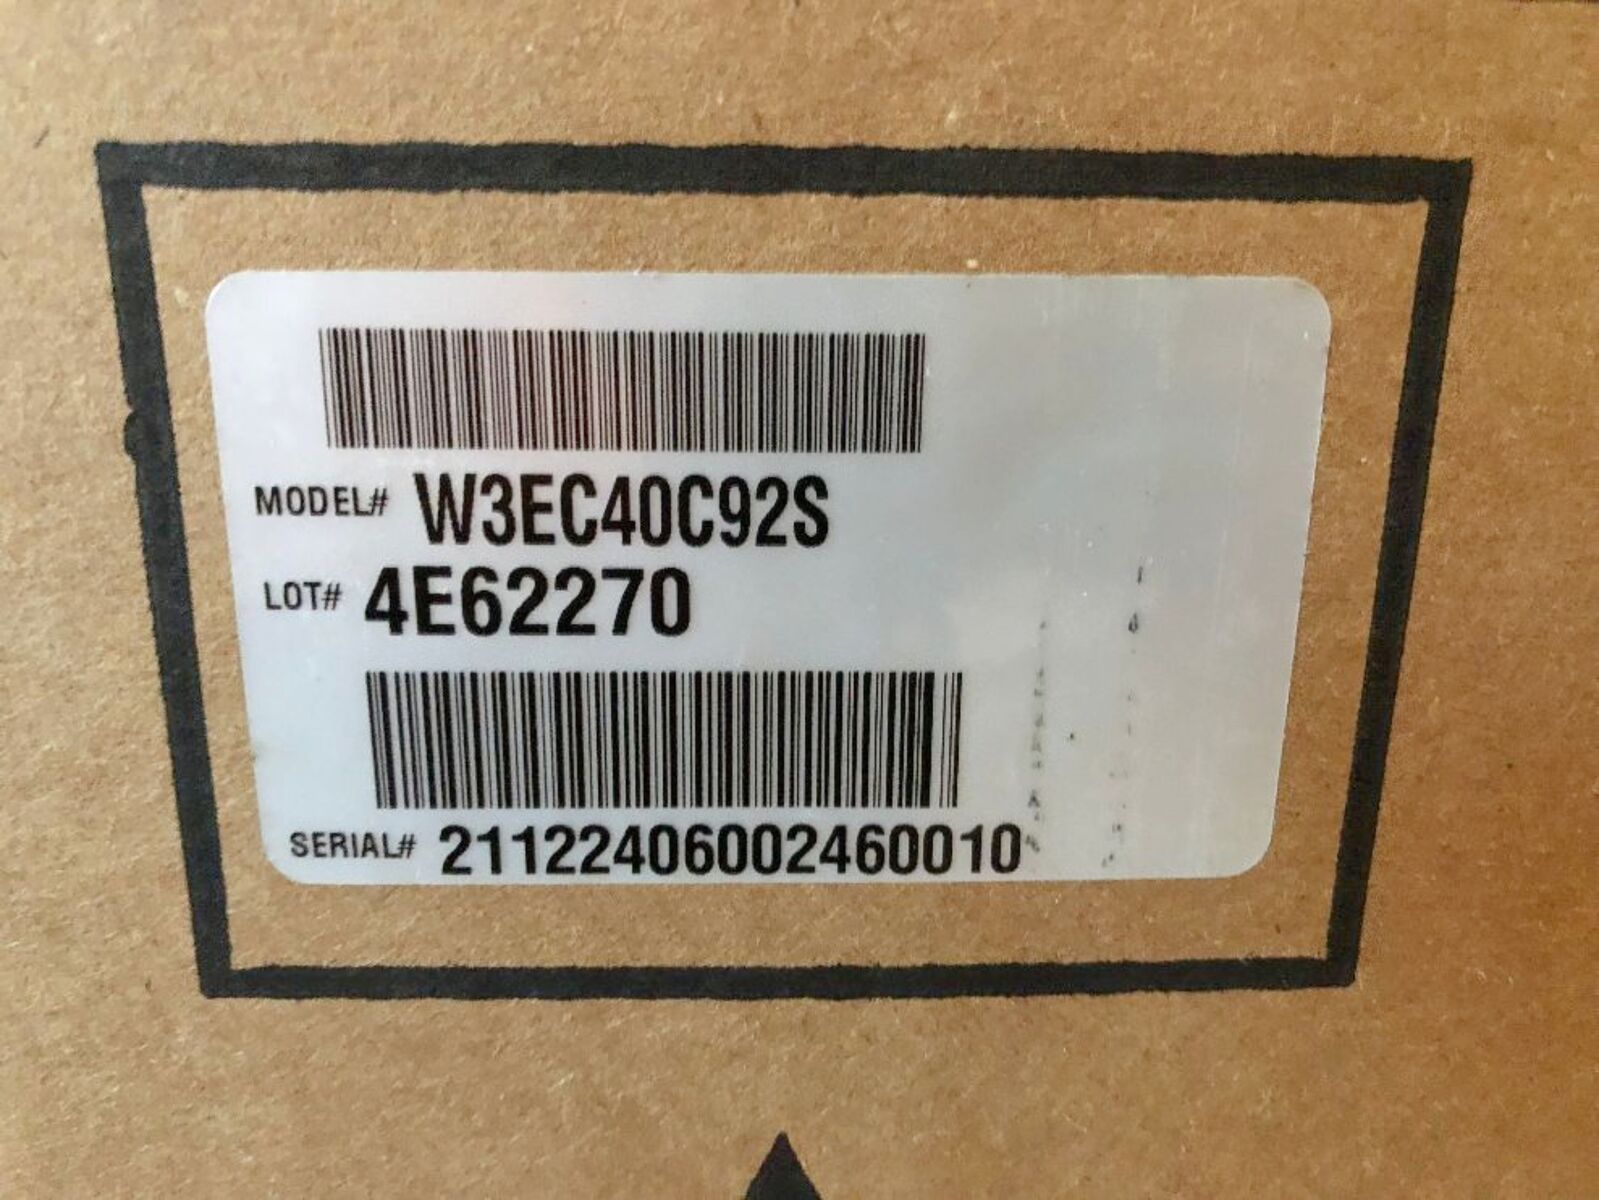 MODEL# W3EC40C92S
LOT# 4E62270
SERIAL# 21122406002460010